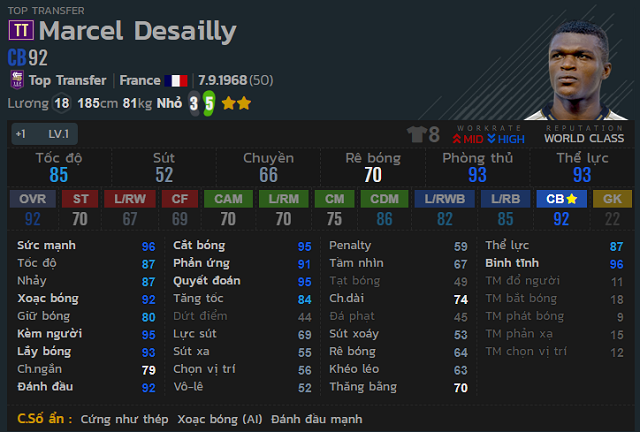 TOP TRANSFER
TT Marcel Desailly
CB 92
Top Transfer | France | 7.9.1968 (50)
Lương 18 185cm 81kg Nhỏ 3 5
+1 LV.1
8 WORKRATE MID HIGH REPUTATION WORLD CLASS
Tốc độ Sút Chuyền Rê bóng Phòng thủ Thể lực
85 52 66 70 93 93
OVR ST L/RW CF CAM L/RM CM CDM L/RWB L/RB CB GK
92 70 67 69 70 70 75 86 82 85 92 22
Sức mạnh 96 Cắt bóng 95 Penalty 59 Thể lực 87
Tốc độ 87 Phản ứng 91 Tầm nhìn 67 Bình tĩnh 96
Nhảy 87 Quyết đoán 95 Tạt bóng 49 TM đổ người 11
Xoạc bóng 92 Tăng tốc 84 Ch.dài 74 TM bắt bóng 18
Giữ bóng 80 Dứt điểm 44 Đá phạt 45 TM phát bóng 9
Kèm người 95 Lực sút 69 Sút xoáy 53 TM phản xạ 15
Lấy bóng 93 Sút xa 55 Rê bóng 64 TM chọn vị trí 12
Ch.ngắn 79 Chọn vị trí 56 Khéo léo 63
Đánh đầu 92 Vô-lê 52 Thăng bằng 70
C.Số ẩn : Cứng như thép Xoạc bóng (AI) Đánh đầu mạnh